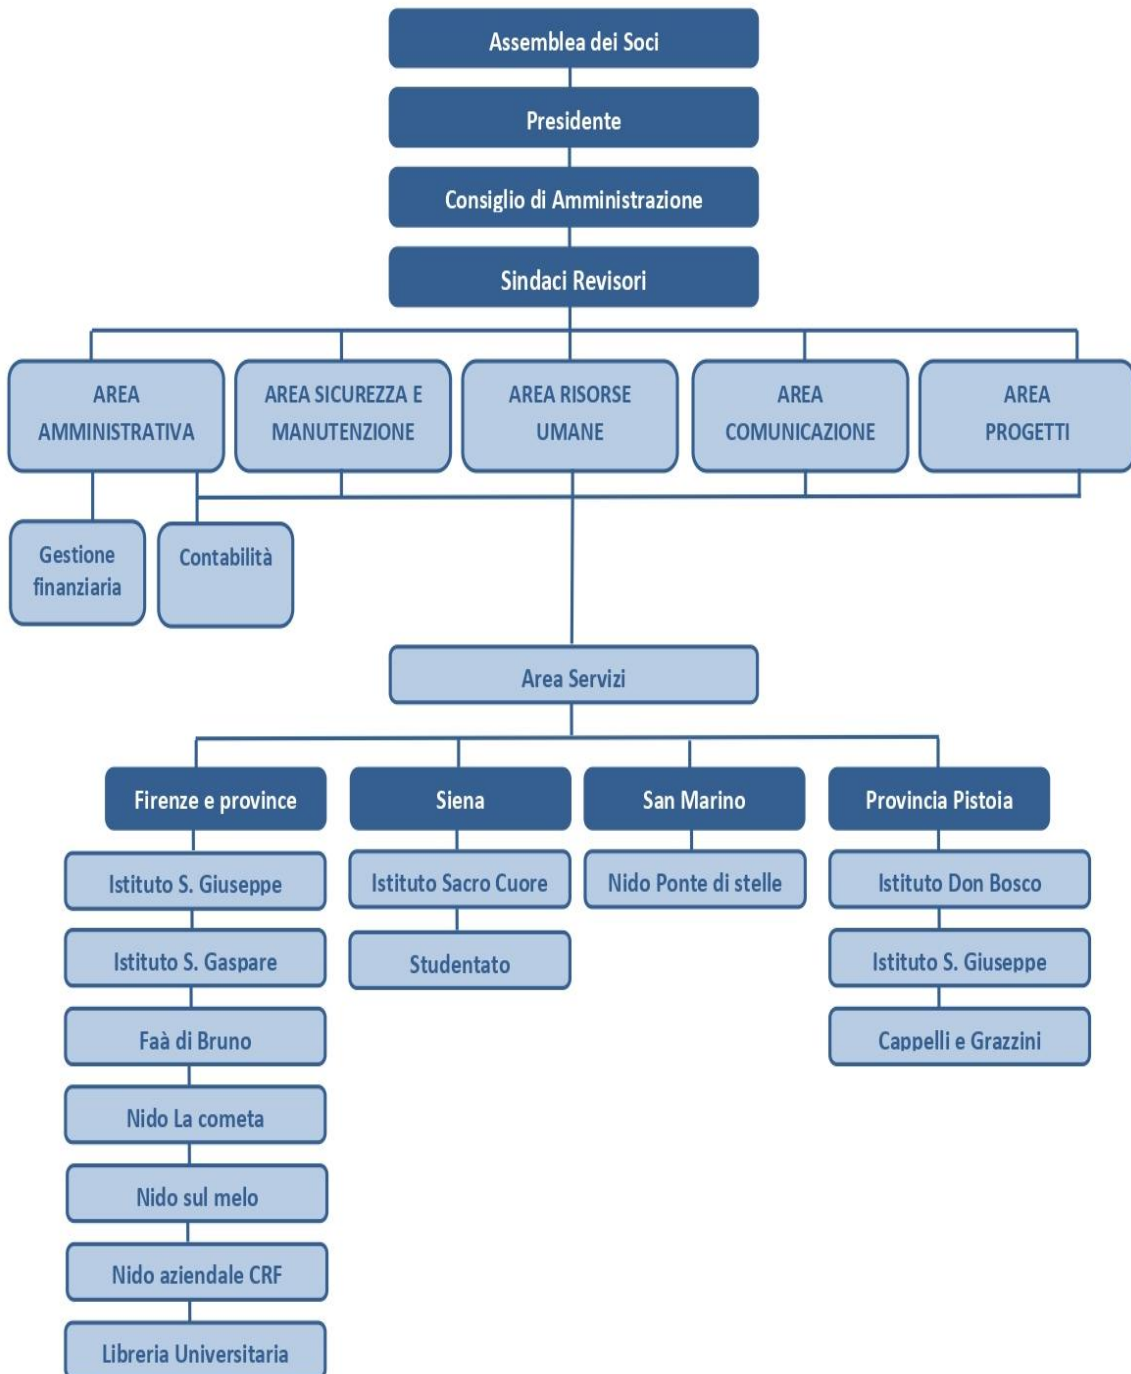 Assemblea dei Soci
Presidente
Consiglio di Amministrazione
Sindaci Revisori
AREA
AMMINISTRATIVA
AREA SICUREZZA E
MANUTENZIONE
AREA RISORSE
UMANE
AREA
COMUNICAZIONE
AREA
PROGETTI
Gestione
finanziaria
Contabilità
Area Servizi
Firenze e province
Siena
San Marino
Provincia Pistoia
Istituto S. Giuseppe
Istituto S. Gaspare
Faà di Bruno
Nido La cometa
Nido sul melo
Nido aziendale CRF
Libreria Universitaria
Istituto Sacro Cuore
Studentato
Nido Ponte di stelle
Istituto Don Bosco
Istituto S. Giuseppe
Cappelli e Grazzini